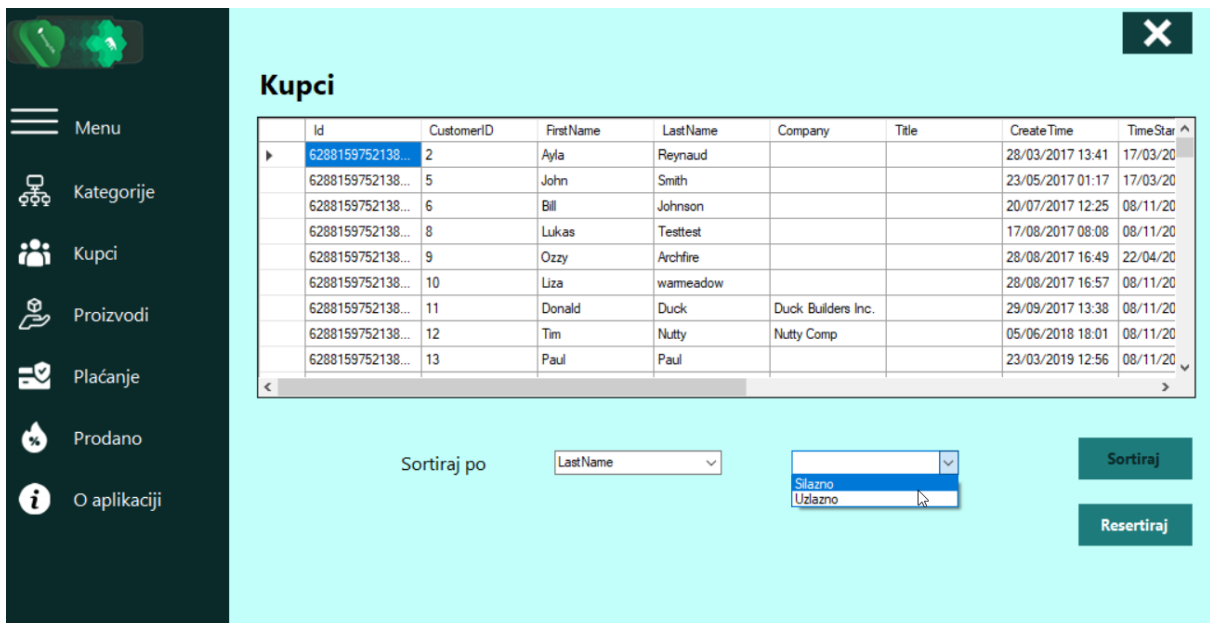 Kupci
Menu
Kategorije
Kupci
Proizvodi
Plaćanje
Prodano
O aplikaciji
Id CustomerID FirstName LastName Company Title CreateTime TimeStar
6288159752138... 2 Ayla Reynaud 28/03/2017 13:41 17/03/20
6288159752138... 5 John Smith 23/05/2017 01:17 17/03/20
6288159752138... 6 Bill Johnson 20/07/2017 12:25 08/11/20
6288159752138... 8 Lukas Testtest 17/08/2017 08:08 08/11/20
6288159752138... 9 Ozzy Archfire 28/08/2017 16:49 22/04/20
6288159752138... 10 Liza warmeadow 28/08/2017 16:57 08/11/20
6288159752138... 11 Donald Duck Duck Builders Inc. 29/09/2017 13:38 08/11/20
6288159752138... 12 Tim Nutty Nutty Comp 05/06/2018 18:01 08/11/20
6288159752138... 13 Paul Paul 23/03/2019 12:56 08/11/20
Sortiraj po LastName
Silazno
Uzlazno
Sortiraj
Resertiraj